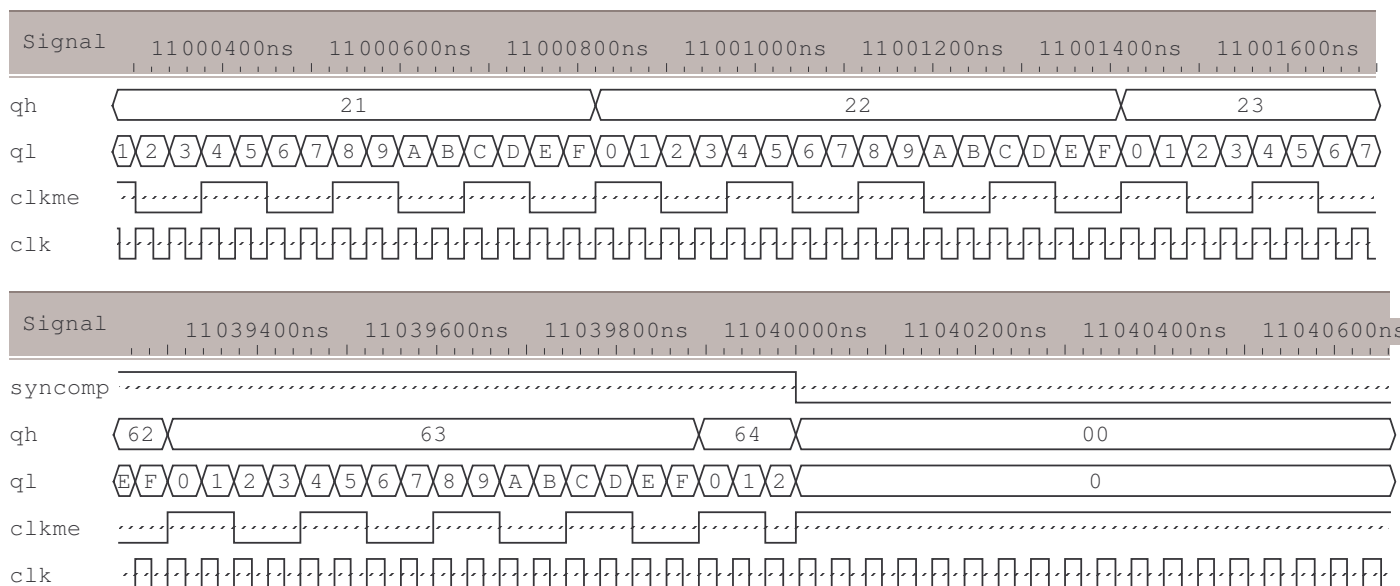 Signal 11000400ns 11000600ns 11000800ns 11001000ns 11001200ns 11001400ns 11001600ns
qh 21 22 23
ql 1 2 3 4 5 6 7 8 9 A B C D E F 0 1 2 3 4 5 6 7 8 9 A B C D E F 0 1 2 3 4 5 6 7
clkme
clk
Signal 11039400ns 11039600ns 11039800ns 11040000ns 11040200ns 11040400ns 11040600ns
syncomp
qh 62 63 64 00
ql E F 0 1 2 3 4 5 6 7 8 9 A B C D E F 0 1 2 0
clkme
clk